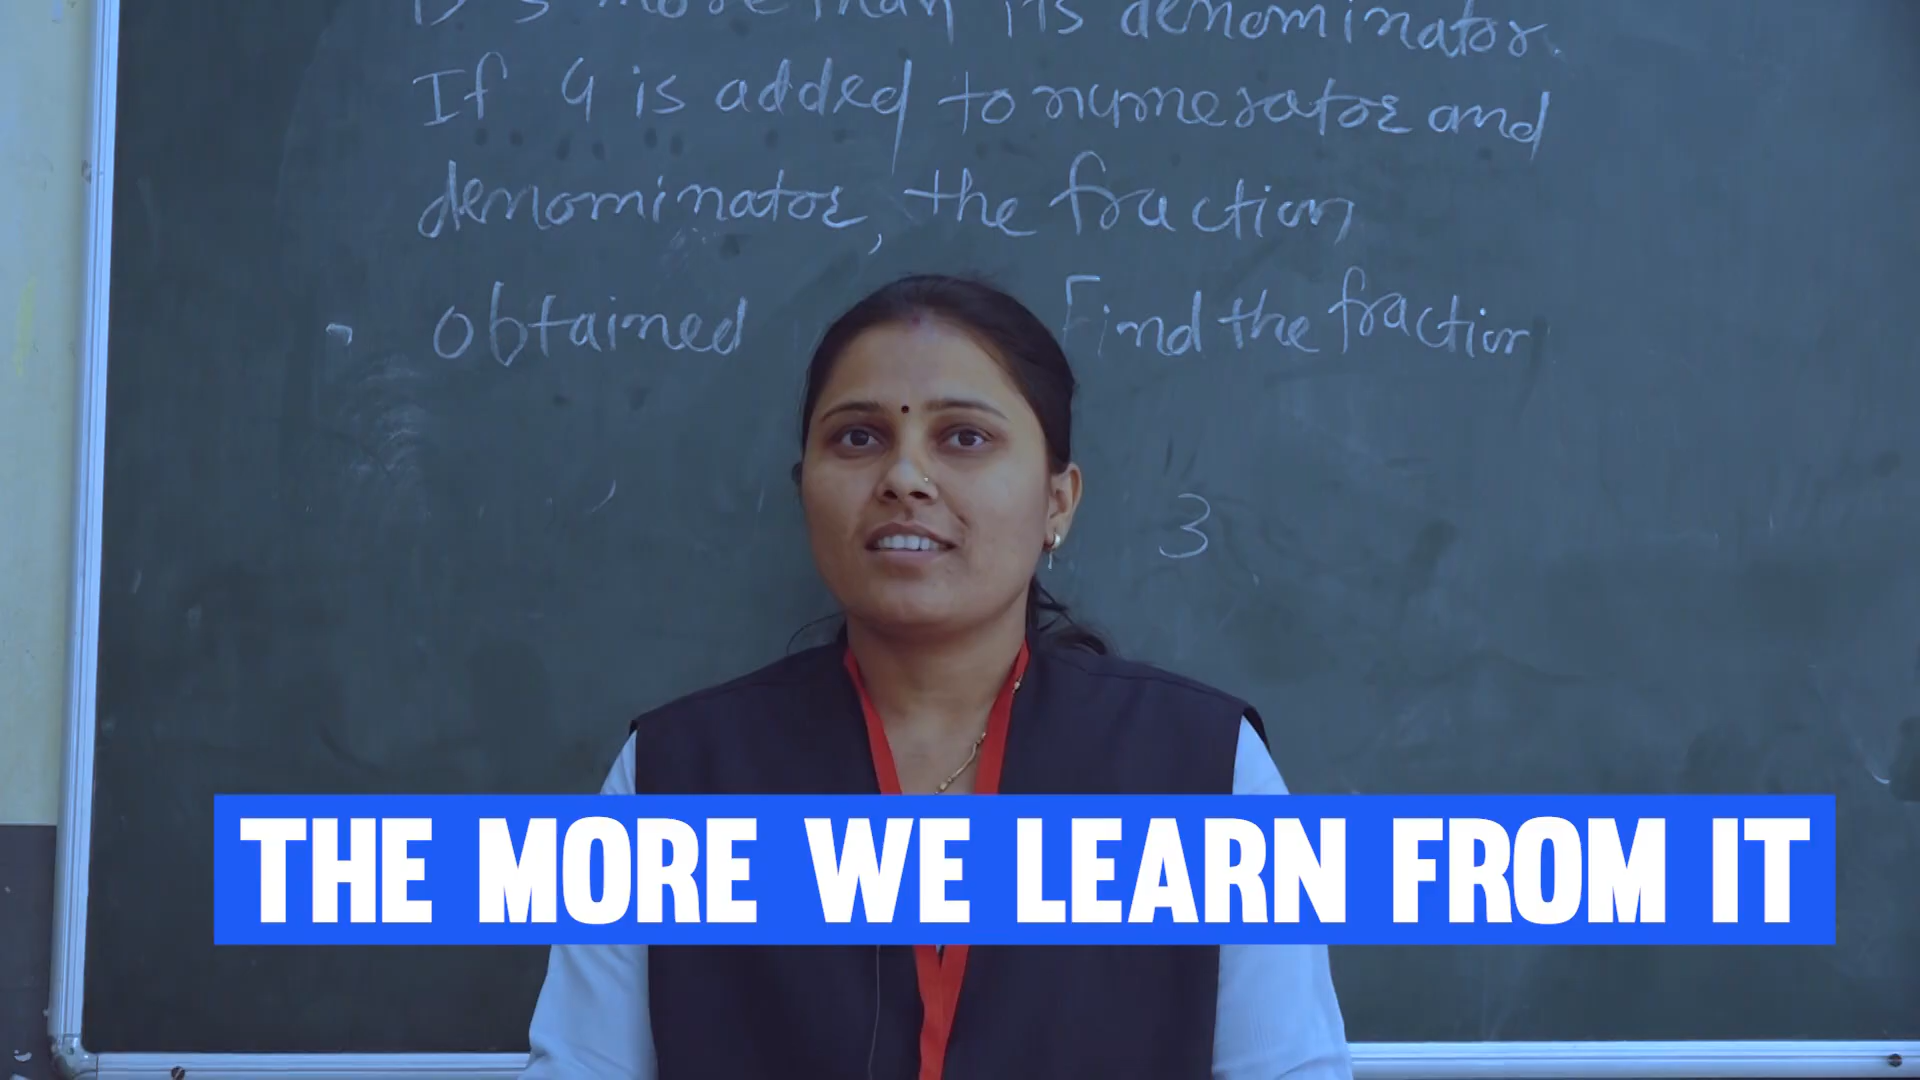 is 3 more than its denominator.
If 4 is added to numerator and
denominator, the fraction
obtained Find the fraction
3
THE MORE WE LEARN FROM IT